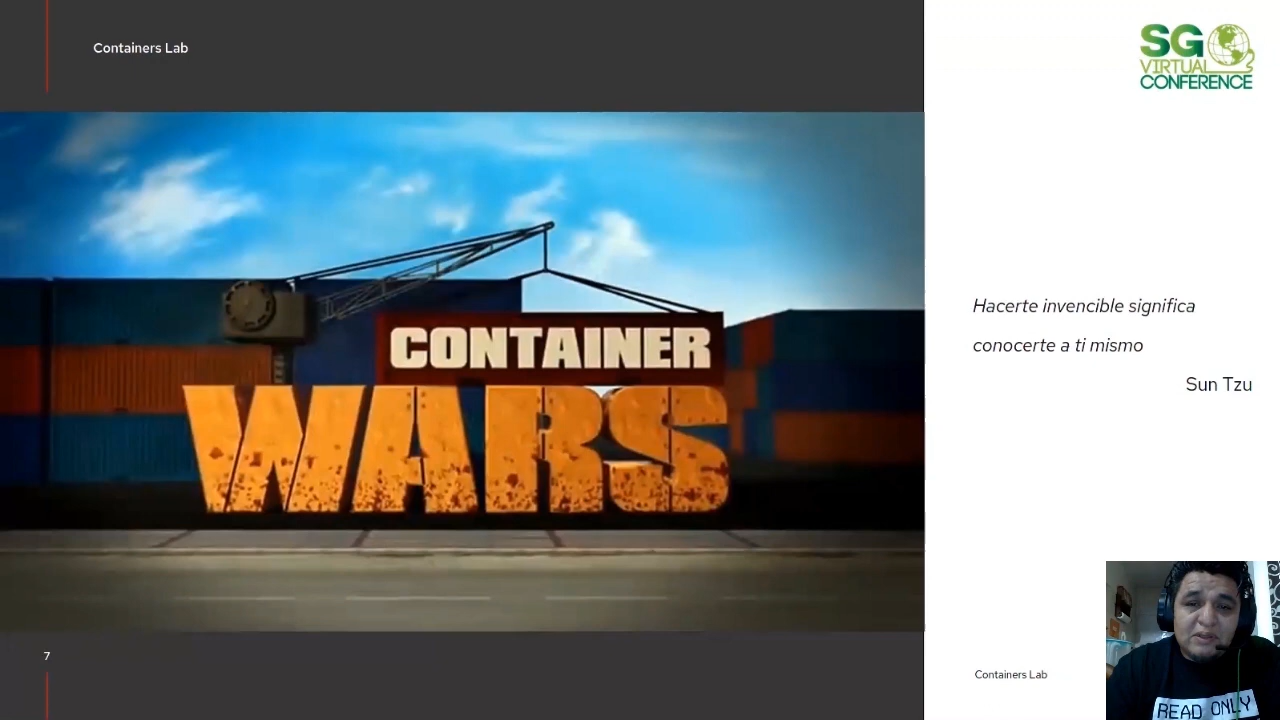 Containers Lab
SG
VIRTUAL
CONFERENCE
CONTAINER
WARS
Hacerte invencible significa
conocerte a ti mismo
Sun Tzu
7
Containers Lab
READ ONLY